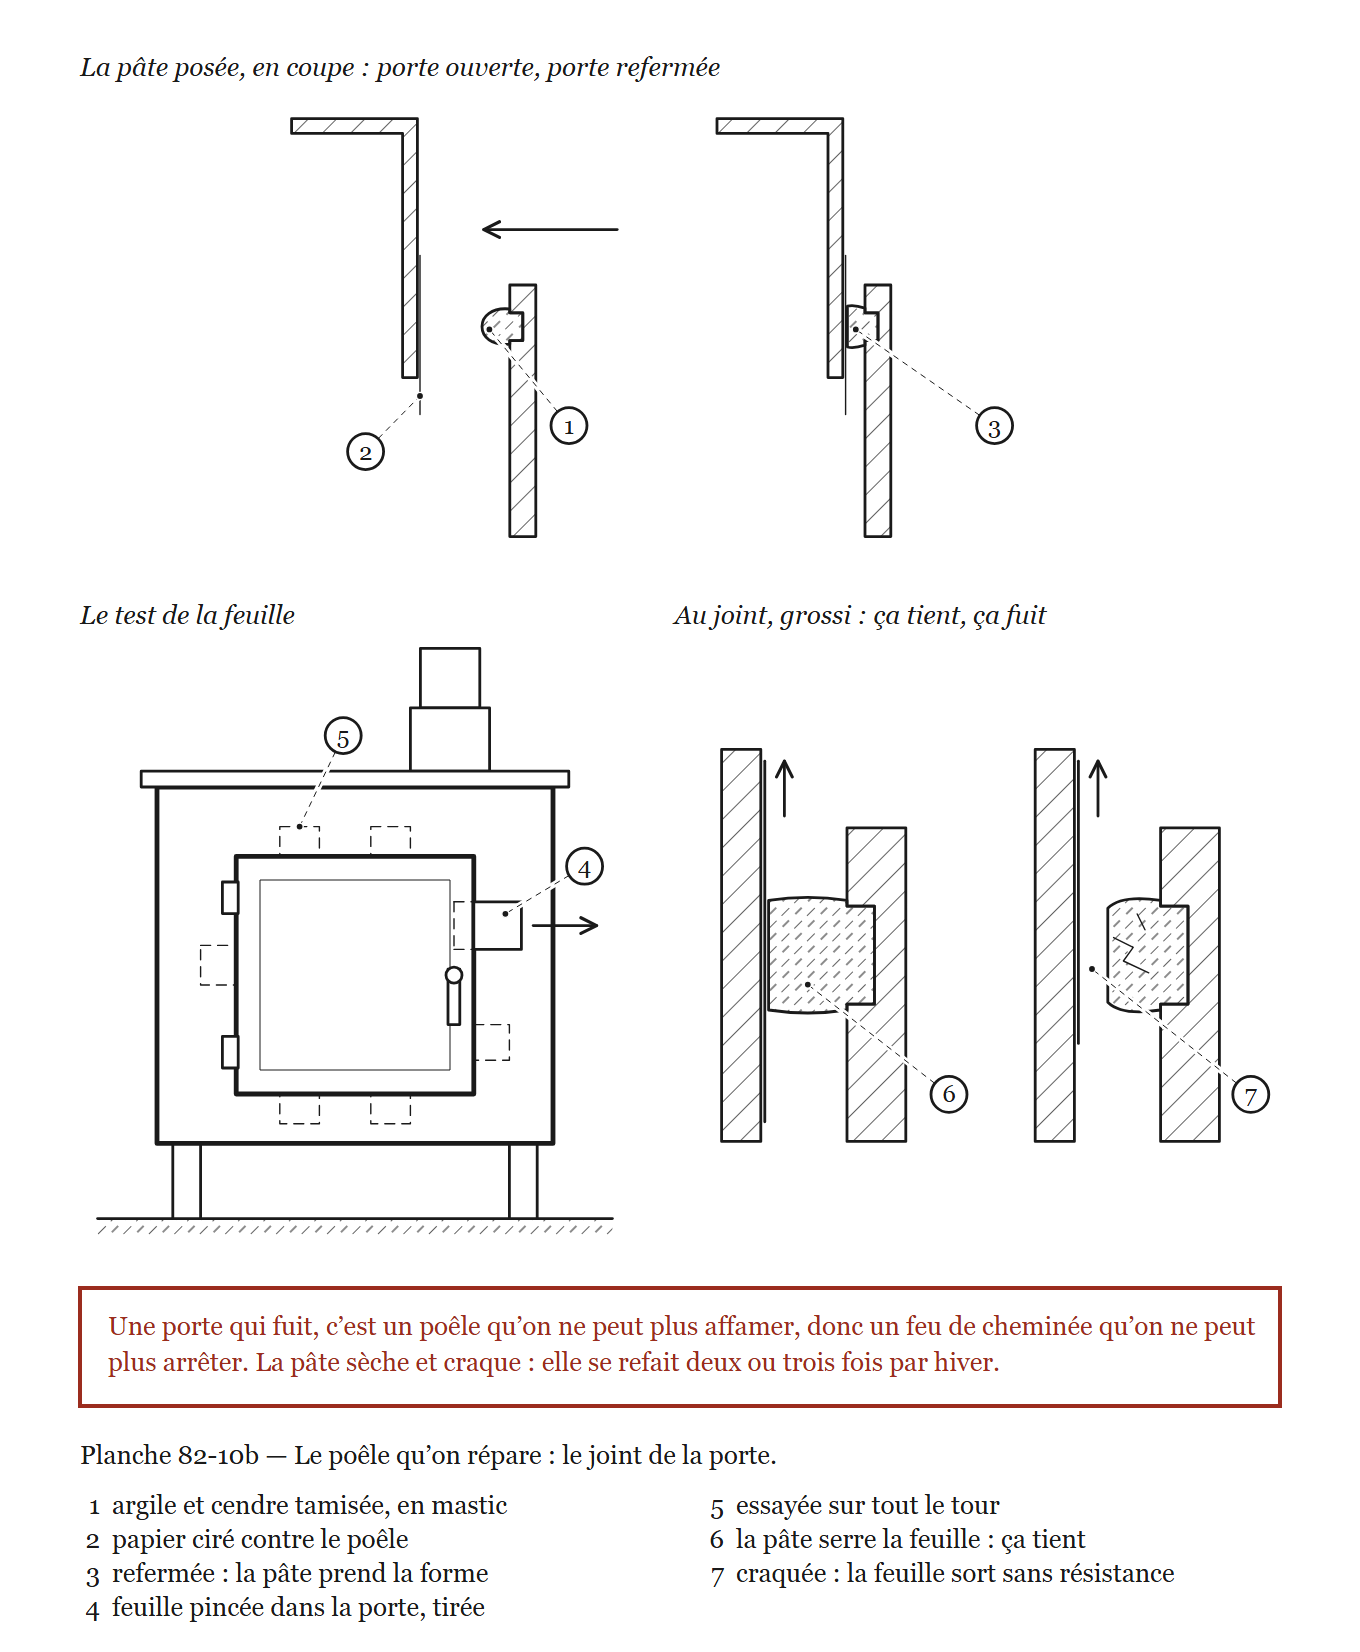 La pâte posée, en coupe : porte ouverte, porte refermée
1
2
3
Le test de la feuille
Au joint, grossi : ça tient, ça fuit
5
4
6
7
Une porte qui fuit, c’est un poêle qu’on ne peut plus affamer, donc un feu de cheminée qu’on ne peut
plus arrêter. La pâte sèche et craque : elle se refait deux ou trois fois par hiver.
Planche 82-10b — Le poêle qu’on répare : le joint de la porte.
1 argile et cendre tamisée, en mastic
2 papier ciré contre le poêle
3 refermée : la pâte prend la forme
4 feuille pincée dans la porte, tirée
5 essayée sur tout le tour
6 la pâte serre la feuille : ça tient
7 craquée : la feuille sort sans résistance